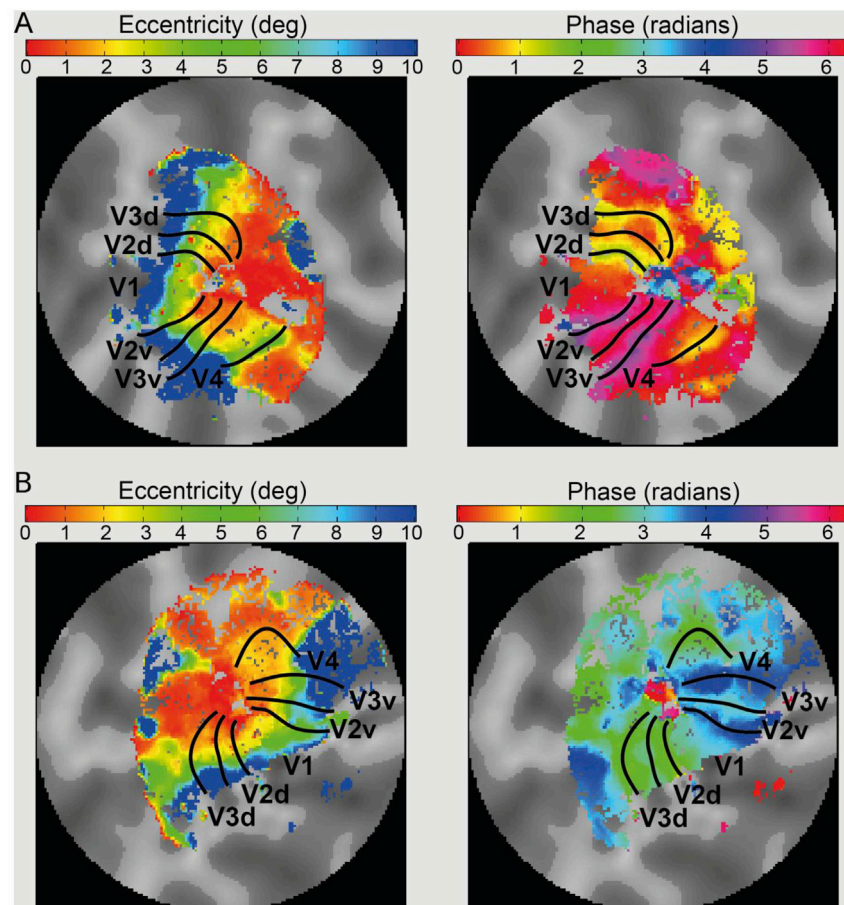 A
Eccentricity (deg)
0 1 2 3 4 5 6 7 8 9 10
V3d
V2d
V1
V2v
V3v
V4
Phase (radians)
0 1 2 3 4 5 6
V3d
V2d
V1
V2v
V3v
V4
B
Eccentricity (deg)
0 1 2 3 4 5 6 7 8 9 10
V4
V3v
V2v
V1
V2d
V3d
Phase (radians)
0 1 2 3 4 5 6
V4
V3v
V2v
V1
V2d
V3d